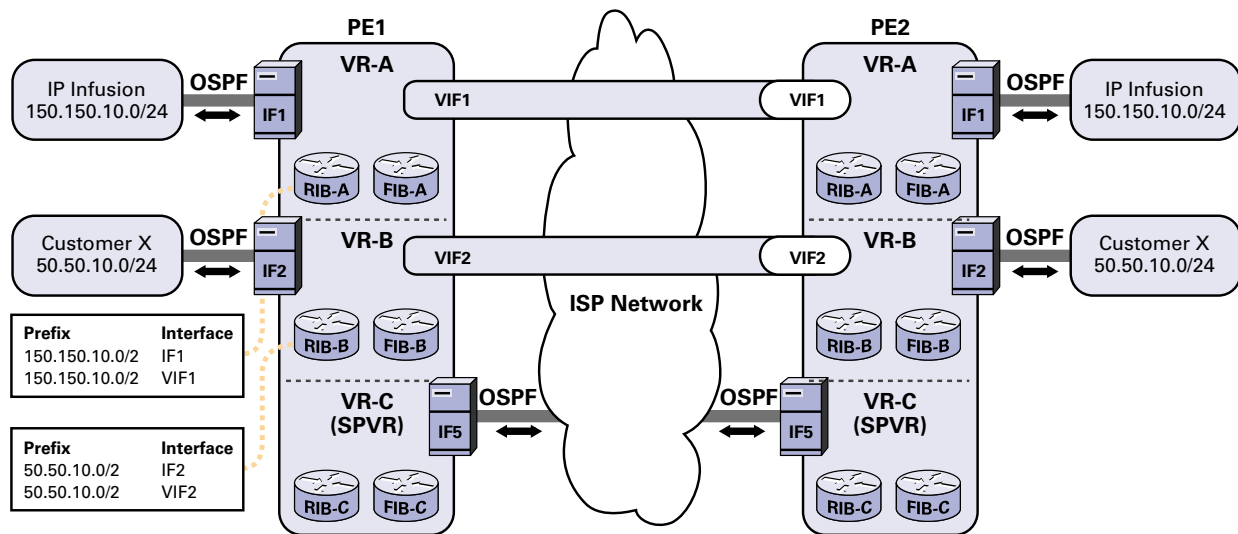 PE1
PE2
VR-A
VR-A
IP Infusion
150.150.10.0/24
OSPF
IF1
VIF1
VIF1
IF1
OSPF
IP Infusion
150.150.10.0/24
RIB-A
FIB-A
RIB-A
FIB-A
Customer X
50.50.10.0/24
OSPF
IF2
VR-B
VIF2
VIF2
VR-B
IF2
OSPF
Customer X
50.50.10.0/24
ISP Network
Prefix Interface
150.150.10.0/2 IF1
150.150.10.0/2 VIF1
RIB-B
FIB-B
RIB-B
FIB-B
VR-C
(SPVR)
IF5
OSPF
OSPF
IF5
VR-C
(SPVR)
Prefix Interface
50.50.10.0/2 IF2
50.50.10.0/2 VIF2
RIB-C
FIB-C
RIB-C
FIB-C